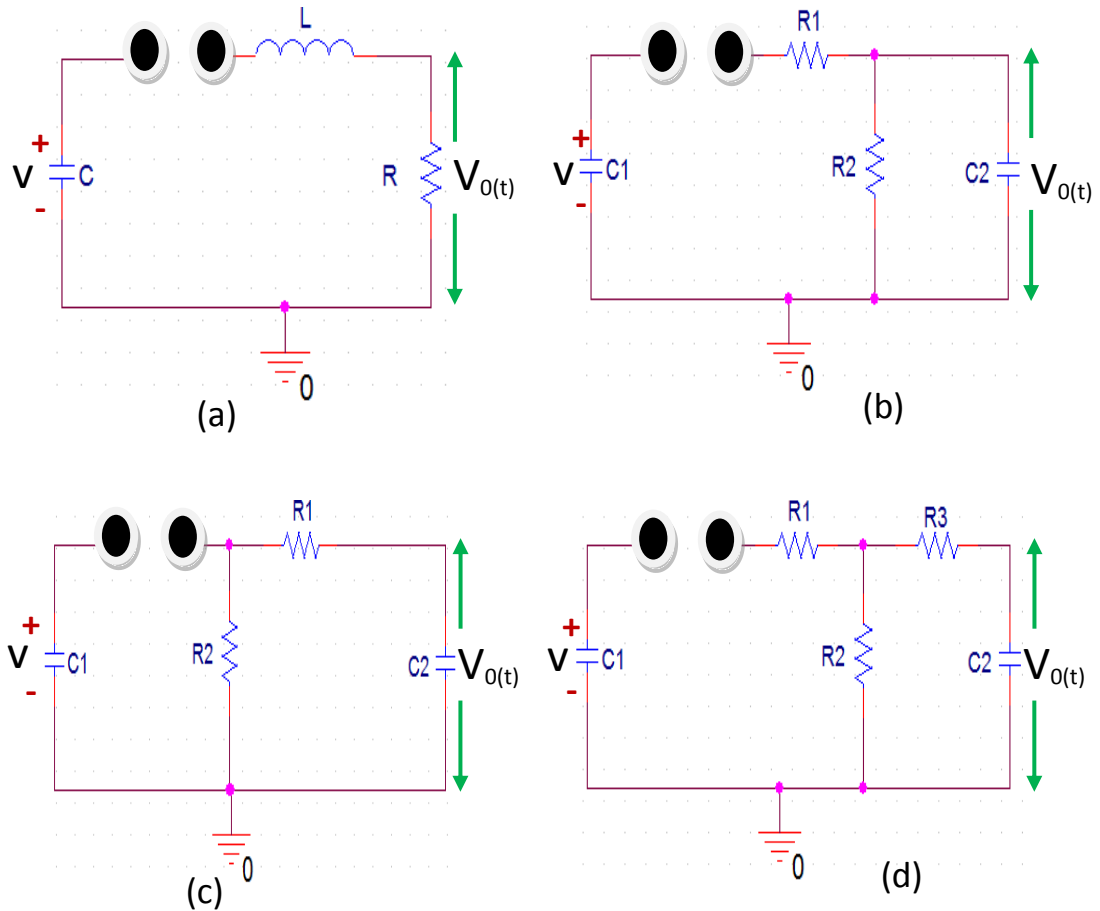 L
+
V
C
-
R
V0(t)
0
(a)
R1
+
V
C1
-
R2
C2
V0(t)
0
(b)
R1
+
V
C1
-
R2
C2
V0(t)
0
(c)
R1
R3
+
V
C1
-
R2
C2
V0(t)
0
(d)